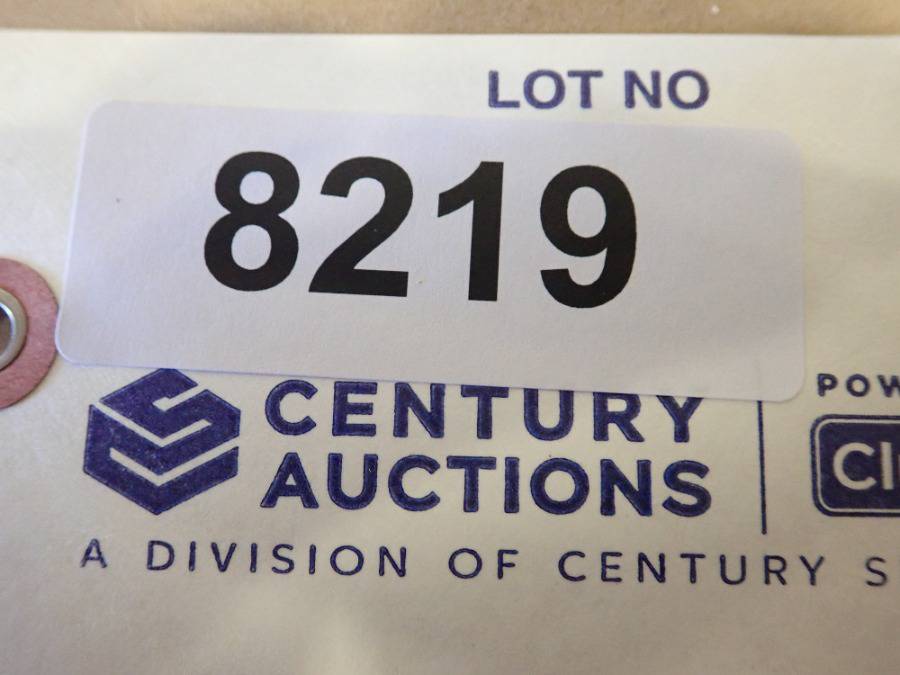 LOT NO
8219
CENTURY
AUCTIONS
A DIVISION OF CENTURY